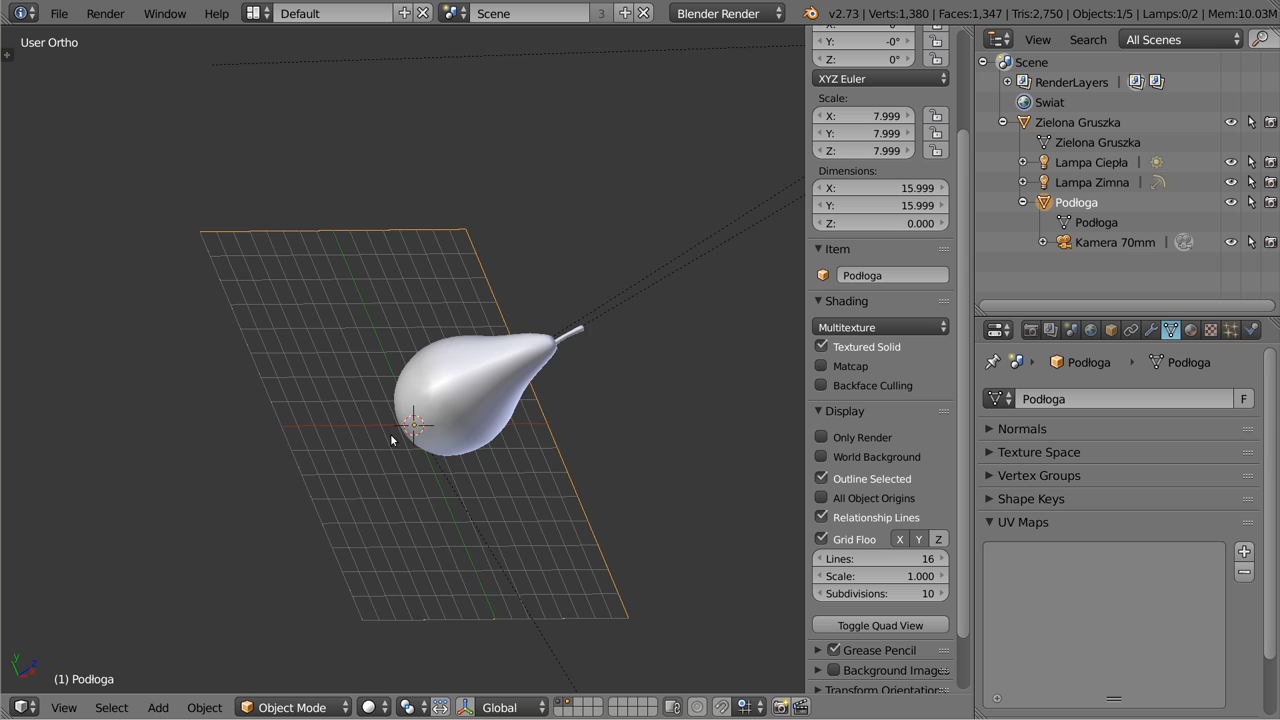 File Render Window Help Default Scene 3 Blender Render v2.73 | Verts:1,380 | Faces:1,347 | Tris:2,750 | Objects:1/5 | Lamps:0/2 | Mem:10.03M
User Ortho
Y: -0°
Z: 0°
XYZ Euler
Scale:
X: 7.999
Y: 7.999
Z: 7.999
Dimensions:
X: 15.999
Y: 15.999
Z: 0.000
Item
Podłoga
Shading
Multitexture
Textured Solid
Matcap
Backface Culling
Display
Only Render
World Background
Outline Selected
All Object Origins
Relationship Lines
Grid Floo X Y Z
Lines: 16
Scale: 1.000
Subdivisions: 10
Toggle Quad View
Grease Pencil
Background Images
Transform Orientation
View Search All Scenes
Scene
RenderLayers
Swiat
Zielona Gruszka
Zielona Gruszka
Lampa Ciepła
Lampa Zimna
Podłoga
Podłoga
Kamera 70mm
Podłoga Podłoga
Podłoga F
Normals
Texture Space
Vertex Groups
Shape Keys
UV Maps
y z
x
(1) Podłoga
View Select Add Object Object Mode Global